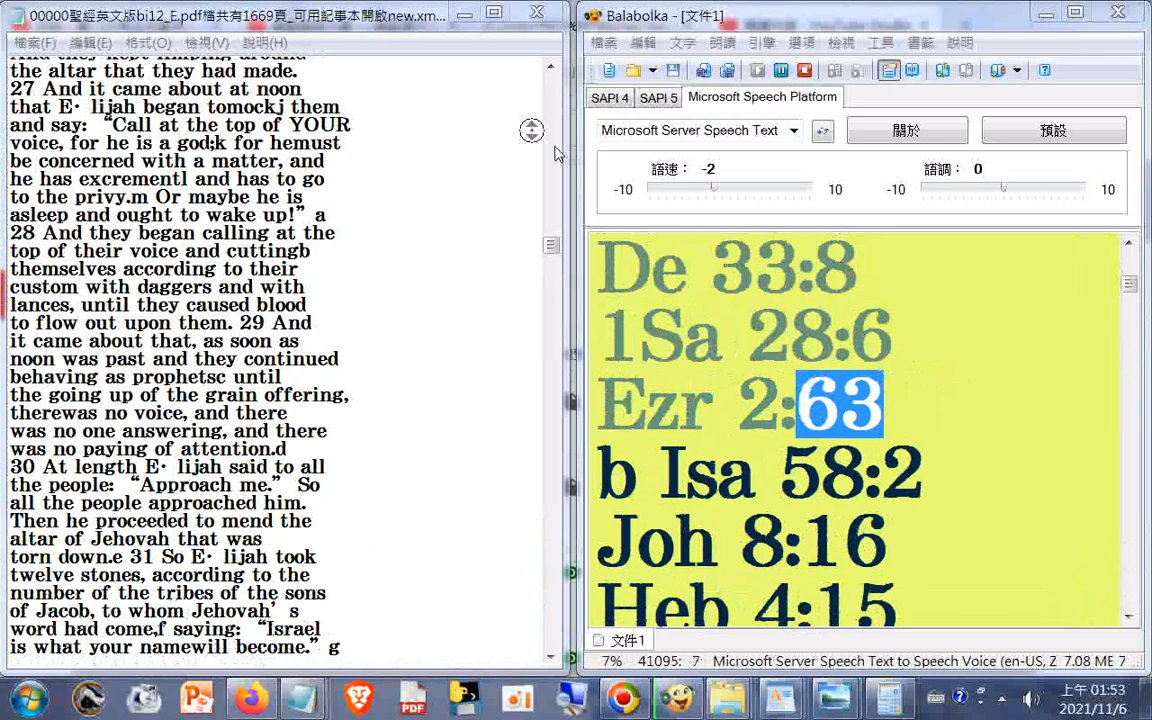 00000聖經英文版bi12_E.pdf檔共有1669頁_可用記事本開啟new.xm...
檔案(F) 編輯(E) 格式(O) 檢視(V) 說明(H)
the altar that they had made.
27 And it came about at noon
that E· lijah began tomockj them
and say: “Call at the top of YOUR
voice, for he is a god;k for hemust
be concerned with a matter, and
he has excrementl and has to go
to the privy.m Or maybe he is
asleep and ought to wake up!” a
28 And they began calling at the
top of their voice and cuttingb
themselves according to their
custom with daggers and with
lances, until they caused blood
to flow out upon them. 29 And
it came about that, as soon as
noon was past and they continued
behaving as prophetsc until
the going up of the grain offering,
therewas no voice, and there
was no one answering, and there
was no paying of attention.d
30 At length E· lijah said to all
the people: “Approach me.” So
all the people approached him.
Then he proceeded to mend the
altar of Jehovah that was
torn down.e 31 So E· lijah took
twelve stones, according to the
number of the tribes of the sons
of Jacob, to whom Jehovah’ s
word had come,f saying: “Israel
is what your namewill become.” g
Balabolka - [文件1]
檔案 編輯 文字 朗讀 引擎 選項 檢視 工具 書籤 說明
SAPI 4 SAPI 5 Microsoft Speech Platform
Microsoft Server Speech Text 關於 預設
語速： -2 語調： 0
-10 10 -10 10
De 33:8
1Sa 28:6
Ezr 2:63
b Isa 58:2
Joh 8:16
Heb 4:15
文件1
7% 41095: 7 Microsoft Server Speech Text to Speech Voice (en-US, Z 7.08 ME 7
PDF
上午 01:53
2021/11/6